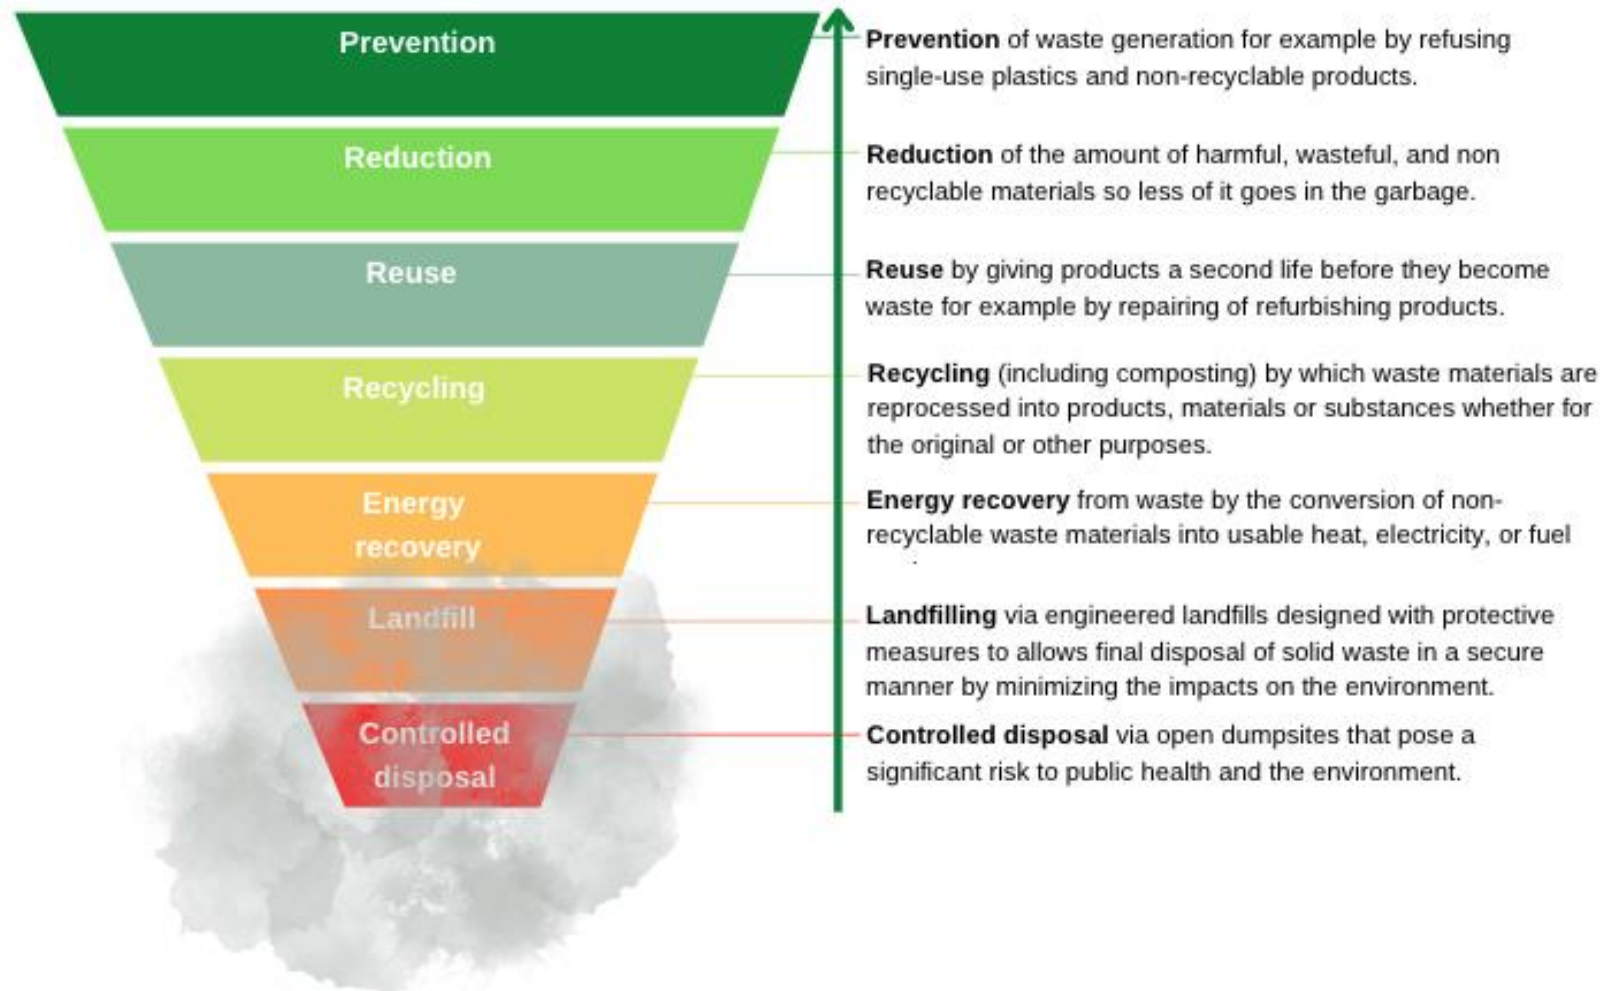 Prevention
Prevention of waste generation for example by refusing
single-use plastics and non-recyclable products.
Reduction
Reduction of the amount of harmful, wasteful, and non
recyclable materials so less of it goes in the garbage.
Reuse
Reuse by giving products a second life before they become
waste for example by repairing of refurbishing products.
Recycling
Recycling (including composting) by which waste materials are
reprocessed into products, materials or substances whether for
the original or other purposes.
Energy
recovery
Energy recovery from waste by the conversion of non-
recyclable waste materials into usable heat, electricity, or fuel
Landfill
Landfilling via engineered landfills designed with protective
measures to allows final disposal of solid waste in a secure
manner by minimizing the impacts on the environment.
Controlled
disposal
Controlled disposal via open dumpsites that pose a
significant risk to public health and the environment.